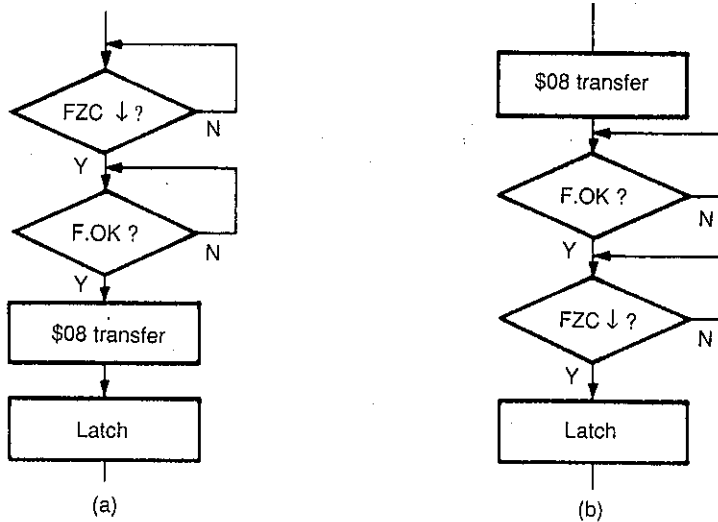 FZC ↓ ?
N
Y
F.OK ?
N
Y
$08 transfer
Latch
(a)
$08 transfer
F.OK ?
N
Y
FZC ↓ ?
N
Y
Latch
(b)